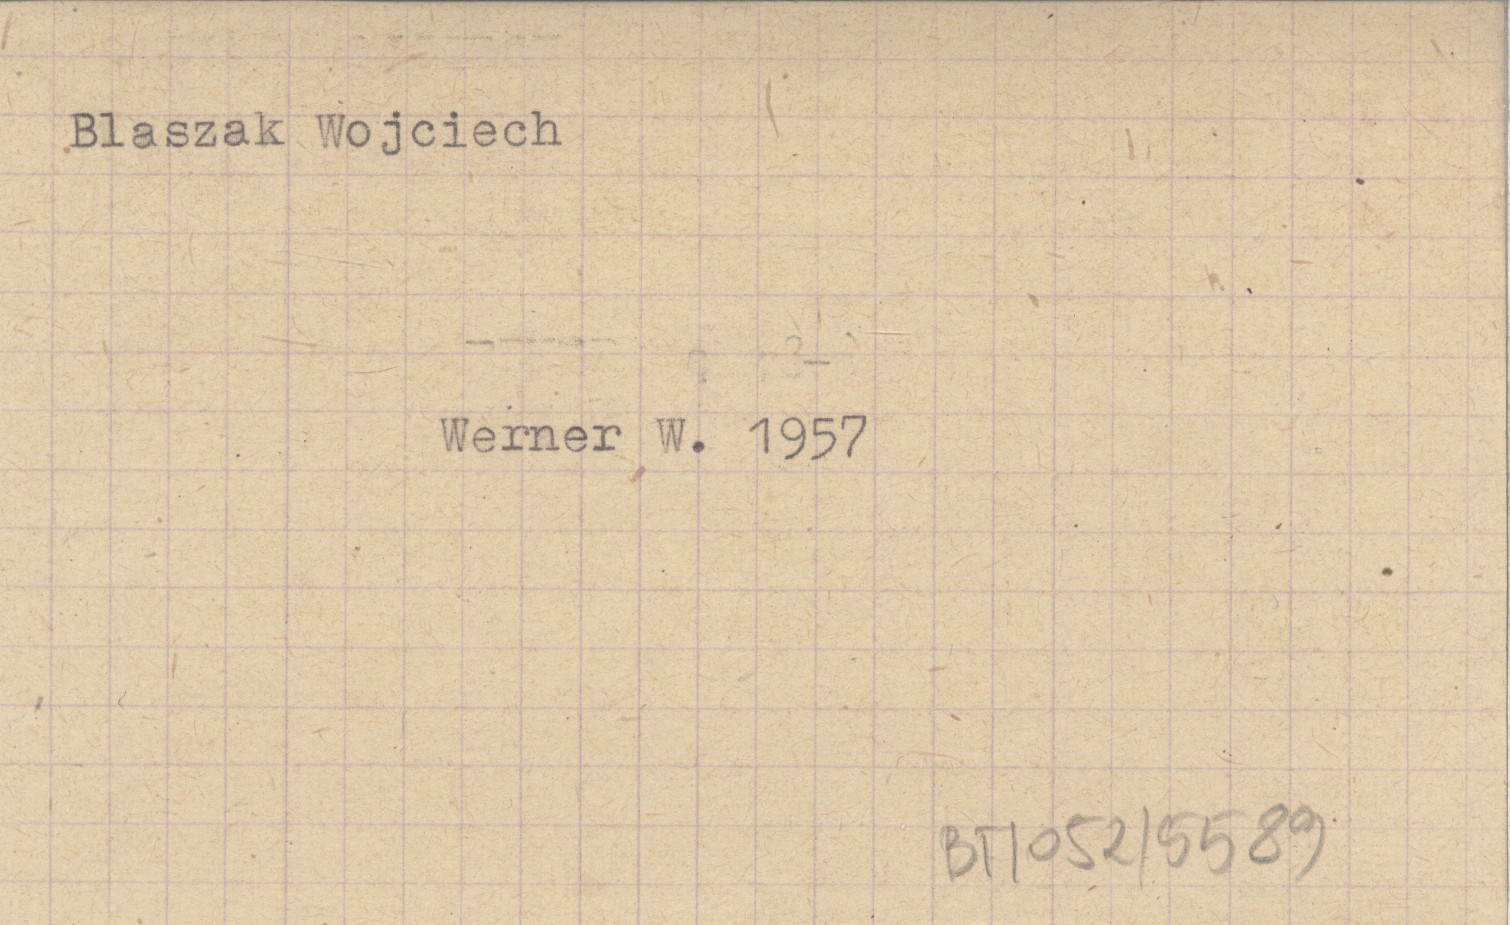 Blaszak Wojciech
Werner W. 1957
BT/052/5589